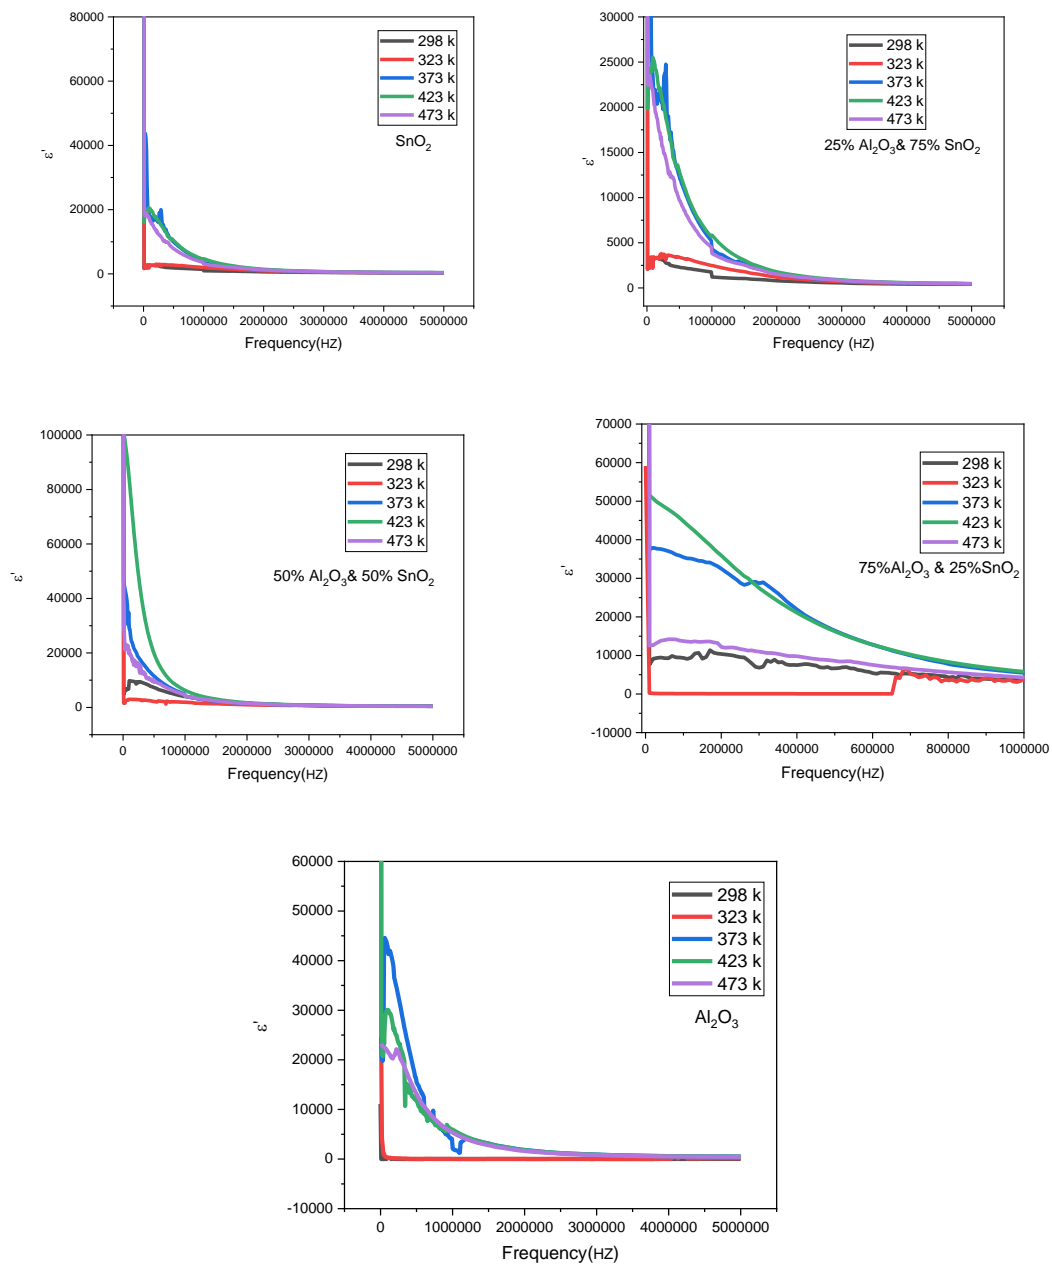 80000
60000
40000
20000
0
ε'
298 k
323 k
373 k
423 k
473 k
SnO2
0 1000000 2000000 3000000 4000000 5000000
Frequency(HZ)
30000
25000
20000
15000
10000
5000
0
ε'
298 k
323 k
373 k
423 k
473 k
25% Al2O3& 75% SnO2
0 1000000 2000000 3000000 4000000 5000000
Frequency (HZ)
100000
80000
60000
40000
20000
0
ε'
298 k
323 k
373 k
423 k
473 k
50% Al2O3& 50% SnO2
0 1000000 2000000 3000000 4000000 5000000
Frequency(HZ)
70000
60000
50000
40000
30000
20000
10000
0
-10000
ε'
298 k
323 k
373 k
423 k
473 k
75%Al2O3 & 25%SnO2
0 200000 400000 600000 800000 1000000
Frequency(HZ)
60000
50000
40000
30000
20000
10000
0
-10000
ε'
298 k
323 k
373 k
423 k
473 k
Al2O3
0 1000000 2000000 3000000 4000000 5000000
Frequency(HZ)